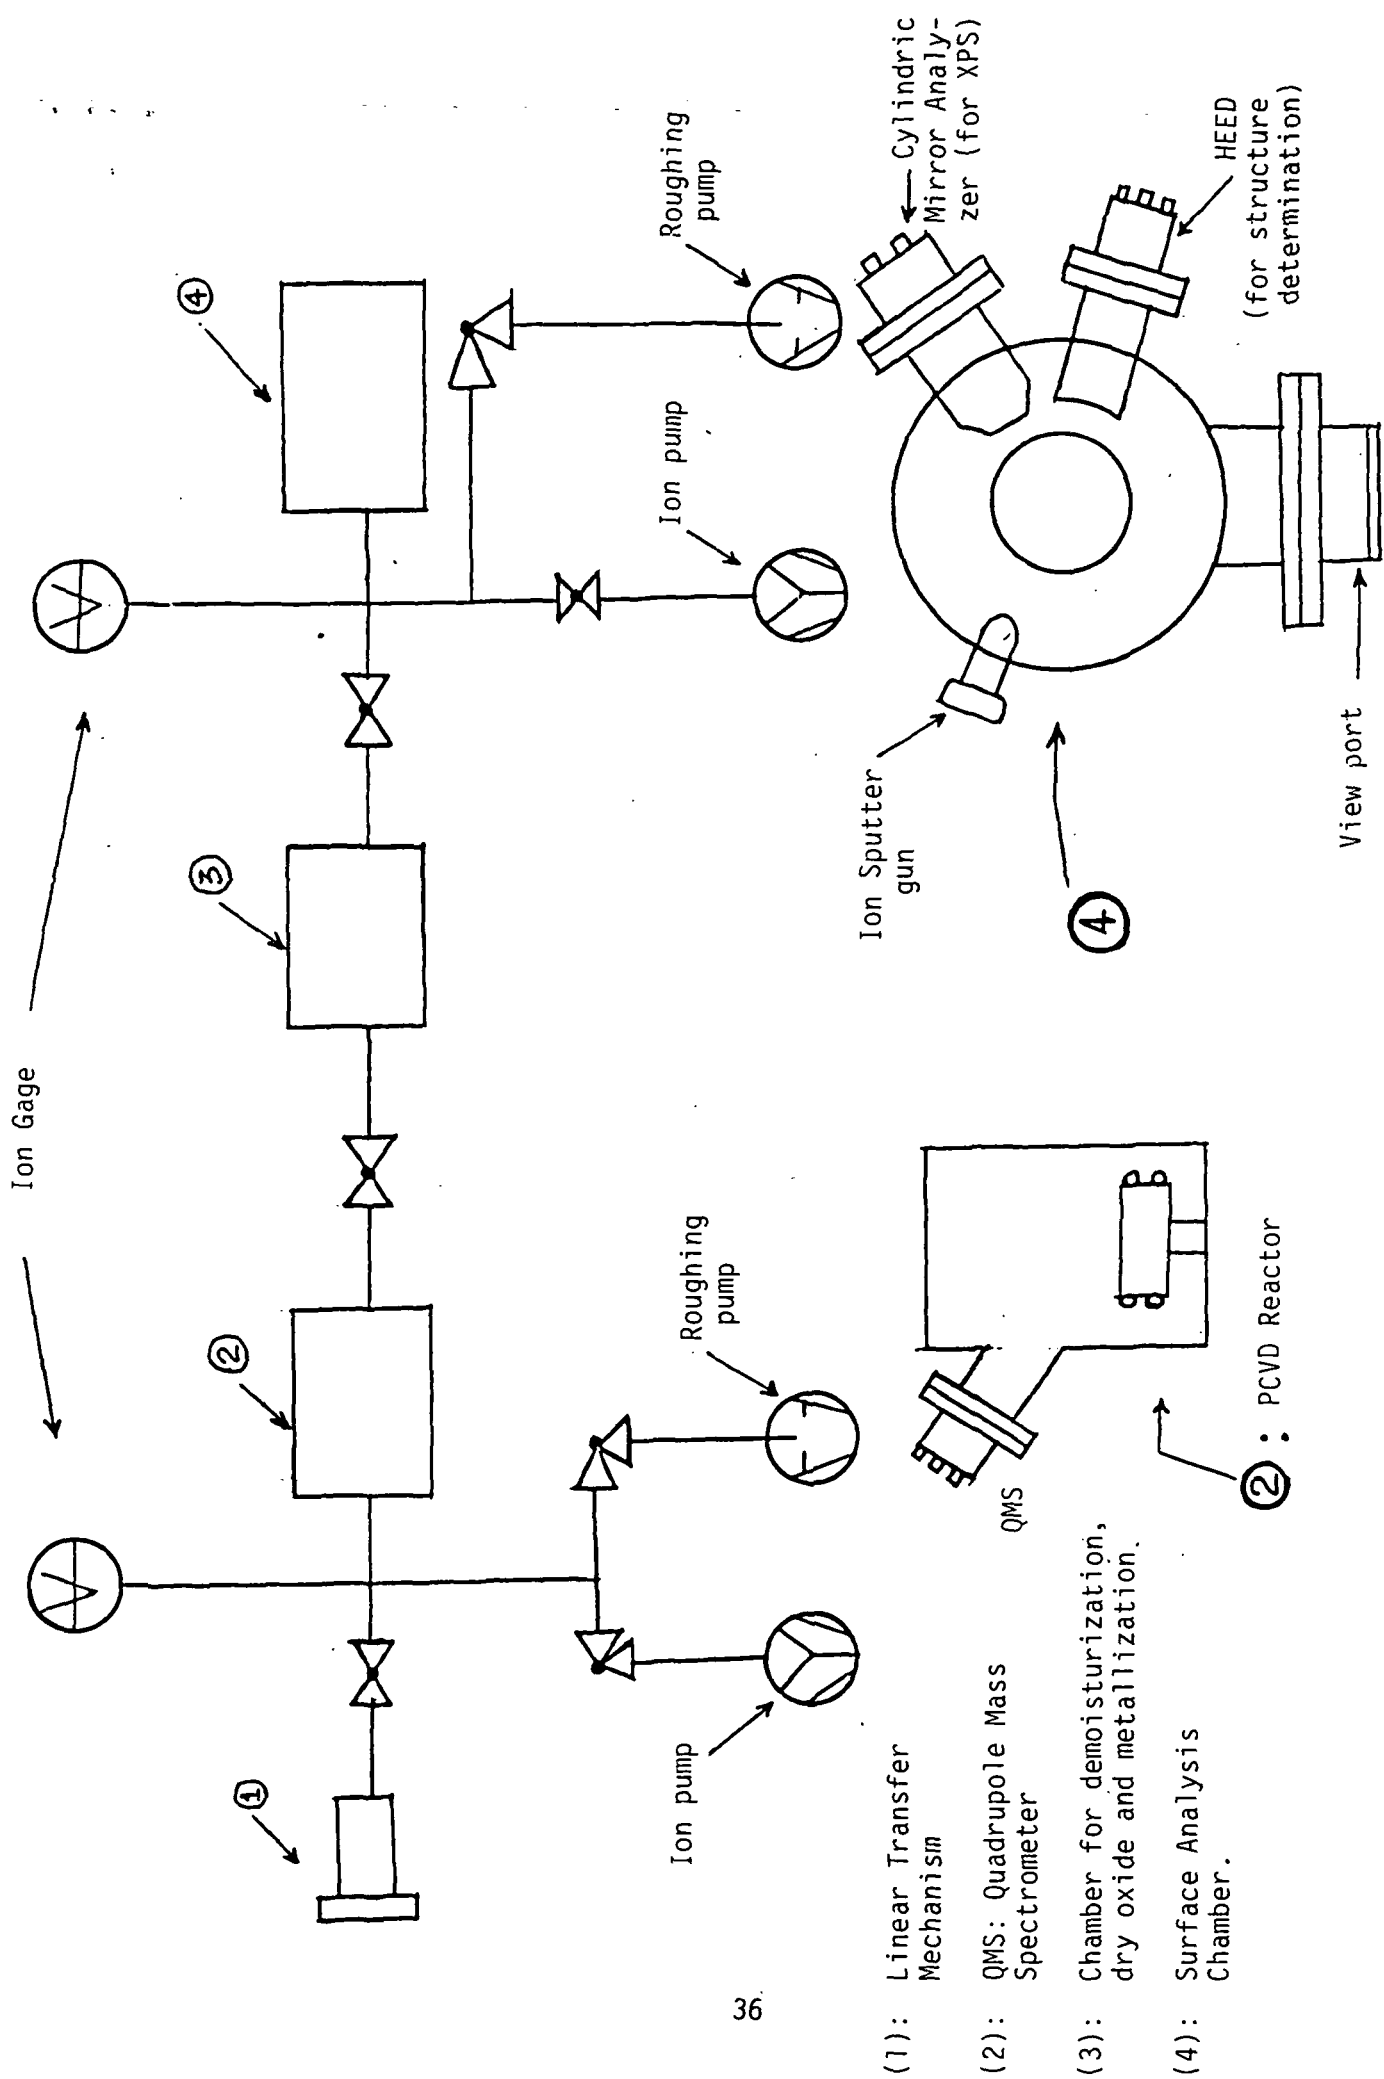 Ion Gage
①
②
③
④
Ion pump
Roughing
pump
Ion pump
Roughing
pump
QMS
② : PCVD Reactor
Ion Sputter
gun
④
View port
Cylindric
Mirror Analy-
zer (for XPS)
HEED
(for structure
determination)
(1): Linear Transfer
Mechanism
(2): QMS: Quadrupole Mass
Spectrometer
(3): Chamber for demoisturization,
dry oxide and metallization.
(4): Surface Analysis
Chamber.
36